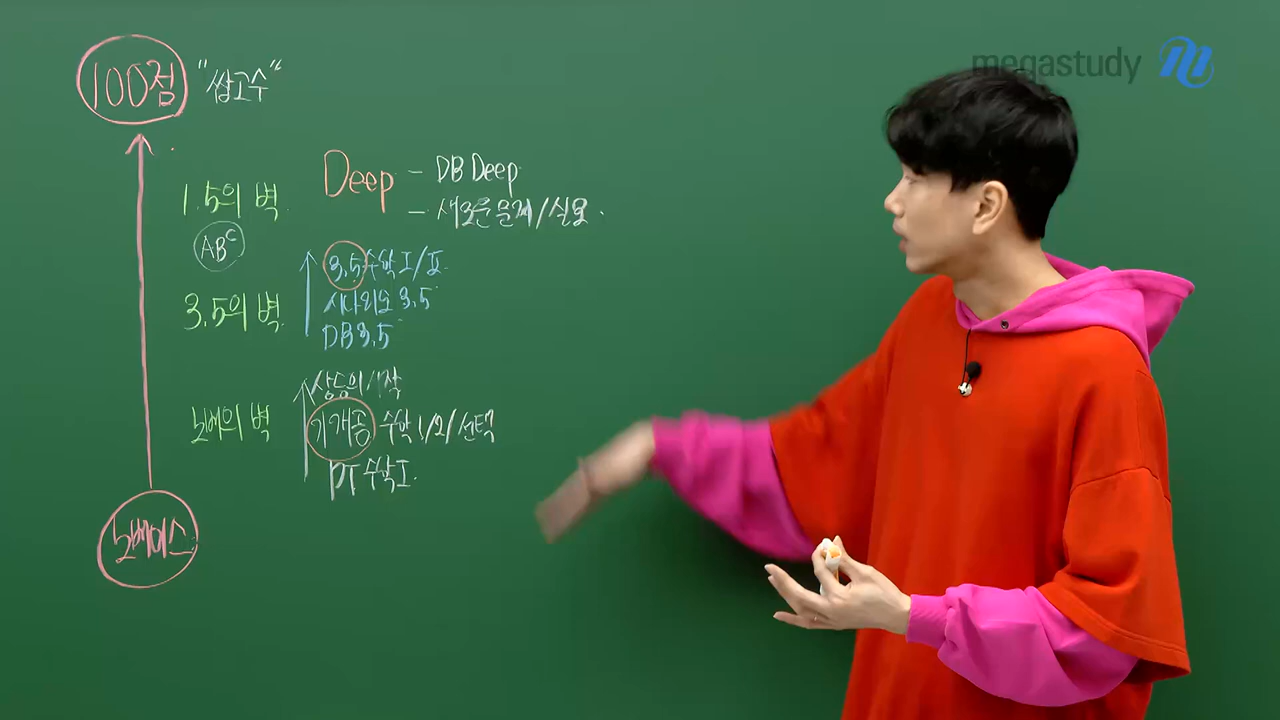 megastudy
100점 "쌉고수"
1.5의 벽
Deep
- DB Deep
- 새로운 문제/실모
ABC
3.5 수학 I/II
3.5의 벽
시나리오 3.5
DB 3.5
상승의 시작
노베의 벽
기개공 수학 1/2/선택
PT 수학 I
노베이스